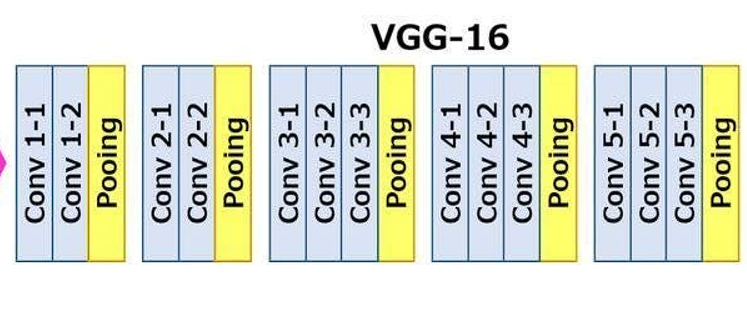 VGG-16
Conv 1-1
Conv 1-2
Pooing
Conv 2-1
Conv 2-2
Pooing
Conv 3-1
Conv 3-2
Conv 3-3
Pooing
Conv 4-1
Conv 4-2
Conv 4-3
Pooing
Conv 5-1
Conv 5-2
Conv 5-3
Pooing